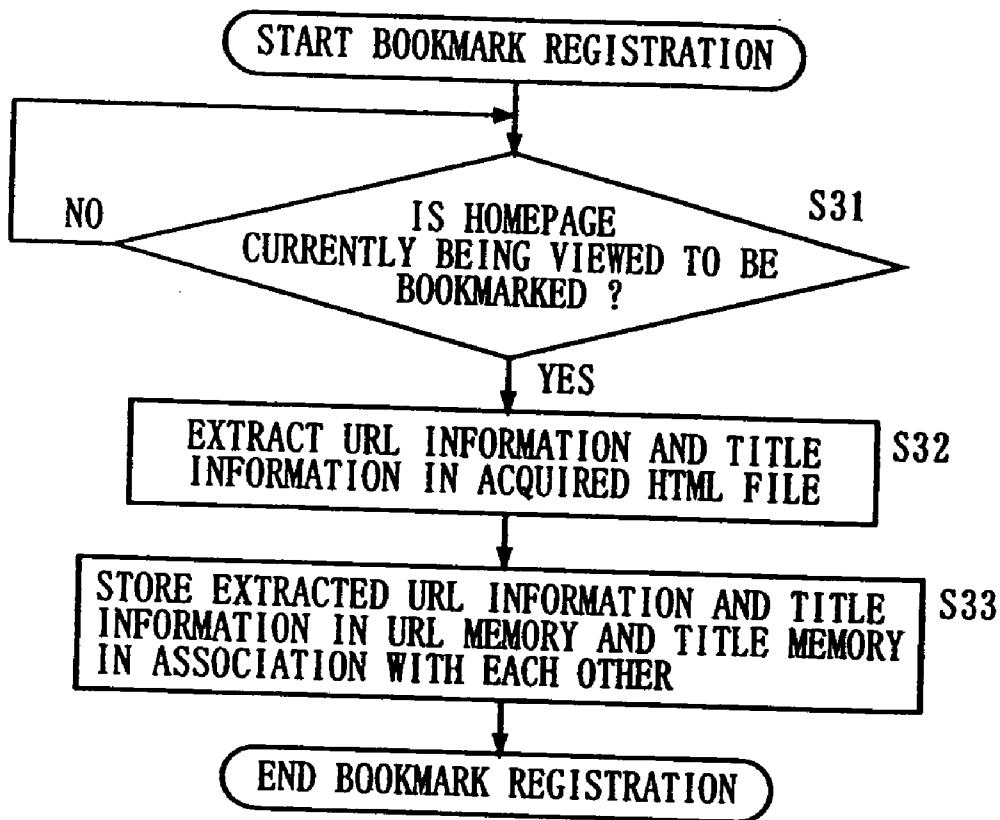 START BOOKMARK REGISTRATION
NO
S31
IS HOMEPAGE
CURRENTLY BEING VIEWED TO BE
BOOKMARKED ?
YES
EXTRACT URL INFORMATION AND TITLE
INFORMATION IN ACQUIRED HTML FILE
S32
STORE EXTRACTED URL INFORMATION AND TITLE
INFORMATION IN URL MEMORY AND TITLE MEMORY
IN ASSOCIATION WITH EACH OTHER
S33
END BOOKMARK REGISTRATION